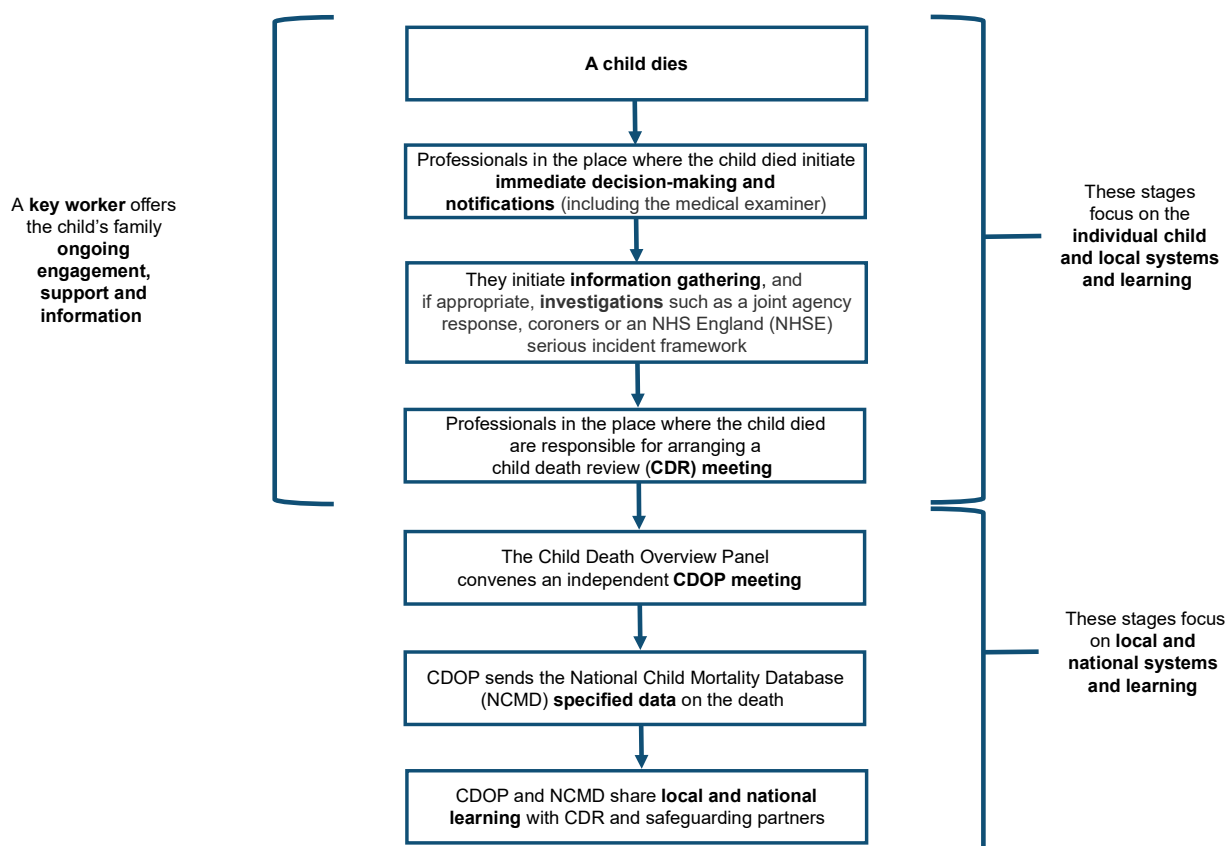 A child dies
Professionals in the place where the child died initiate
immediate decision-making and
notifications (including the medical examiner)
A key worker offers
the child’s family
ongoing
engagement,
support and
information
These stages
focus on the
individual child
and local systems
and learning
They initiate information gathering, and
if appropriate, investigations such as a joint agency
response, coroners or an NHS England (NHSE)
serious incident framework
Professionals in the place where the child died
are responsible for arranging a
child death review (CDR) meeting
The Child Death Overview Panel
convenes an independent CDOP meeting
These stages focus
on local and
national systems
and learning
CDOP sends the National Child Mortality Database
(NCMD) specified data on the death
CDOP and NCMD share local and national
learning with CDR and safeguarding partners